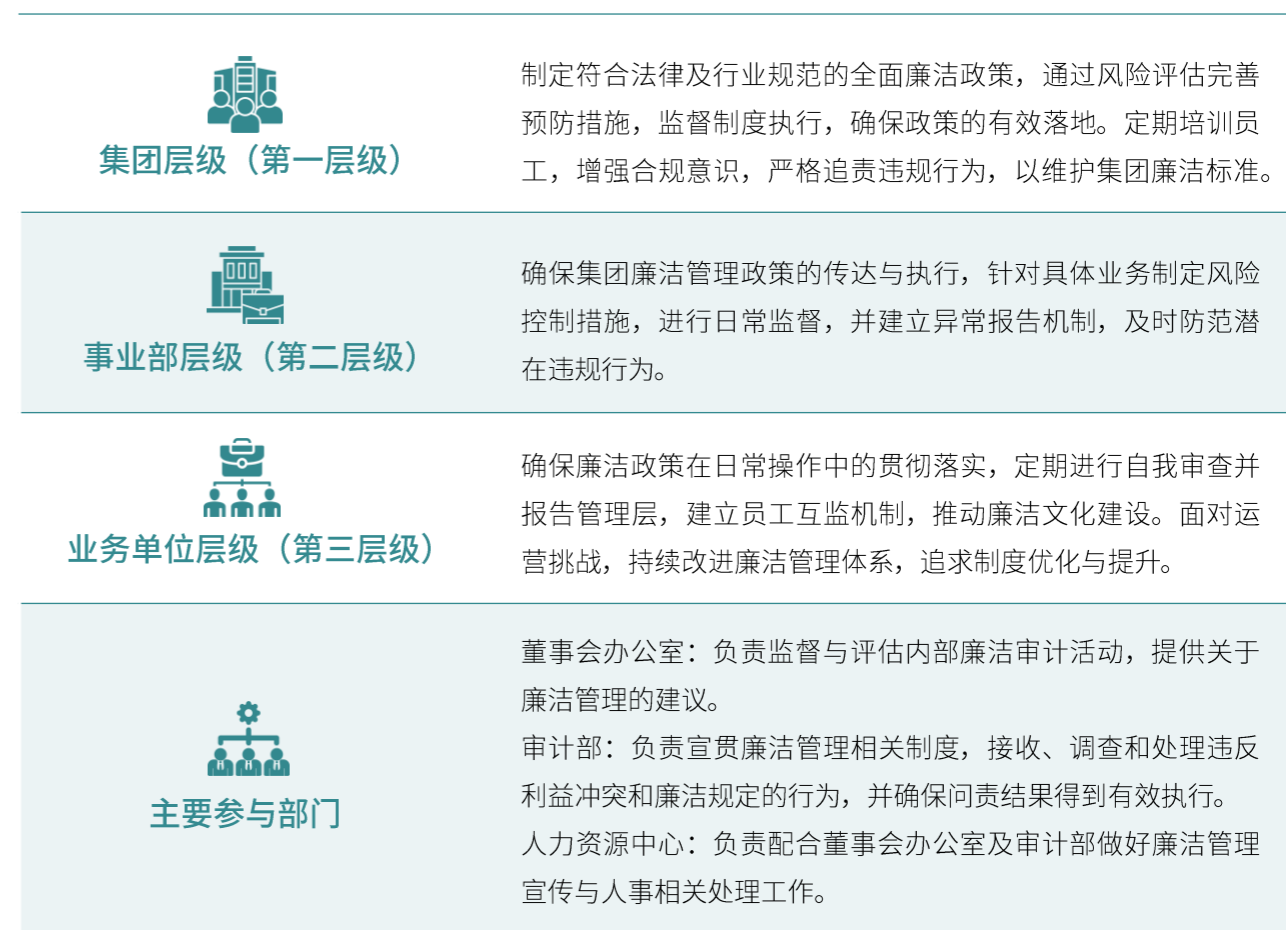 集团层级（第一层级）
制定符合法律及行业规范的全面廉洁政策，通过风险评估完善
预防措施，监督制度执行，确保政策的有效落地。定期培训员
工，增强合规意识，严格追责违规行为，以维护集团廉洁标准。
事业部层级（第二层级）
确保集团廉洁管理政策的传达与执行，针对具体业务制定风险
控制措施，进行日常监督，并建立异常报告机制，及时防范潜
在违规行为。
业务单位层级（第三层级）
确保廉洁政策在日常操作中的贯彻落实，定期进行自我审查并
报告管理层，建立员工互监机制，推动廉洁文化建设。面对运
营挑战，持续改进廉洁管理体系，追求制度优化与提升。
主要参与部门
董事会办公室：负责监督与评估内部廉洁审计活动，提供关于
廉洁管理的建议。
审计部：负责宣贯廉洁管理相关制度，接收、调查和处理违反
利益冲突和廉洁规定的行为，并确保问责结果得到有效执行。
人力资源中心：负责配合董事会办公室及审计部做好廉洁管理
宣传与人事相关处理工作。